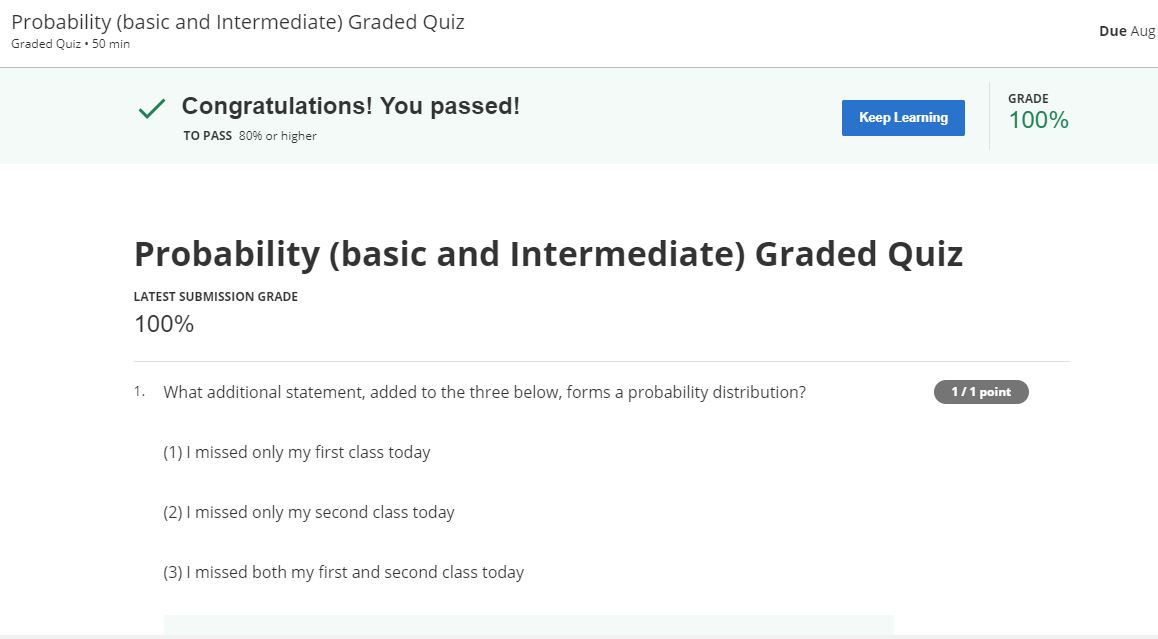 Probability (basic and Intermediate) Graded Quiz
Graded Quiz • 50 min
Due Aug
Congratulations! You passed!
TO PASS 80% or higher
Keep Learning
GRADE
100%
Probability (basic and Intermediate) Graded Quiz
LATEST SUBMISSION GRADE
100%
1. What additional statement, added to the three below, forms a probability distribution?
1 / 1 point
(1) I missed only my first class today
(2) I missed only my second class today
(3) I missed both my first and second class today